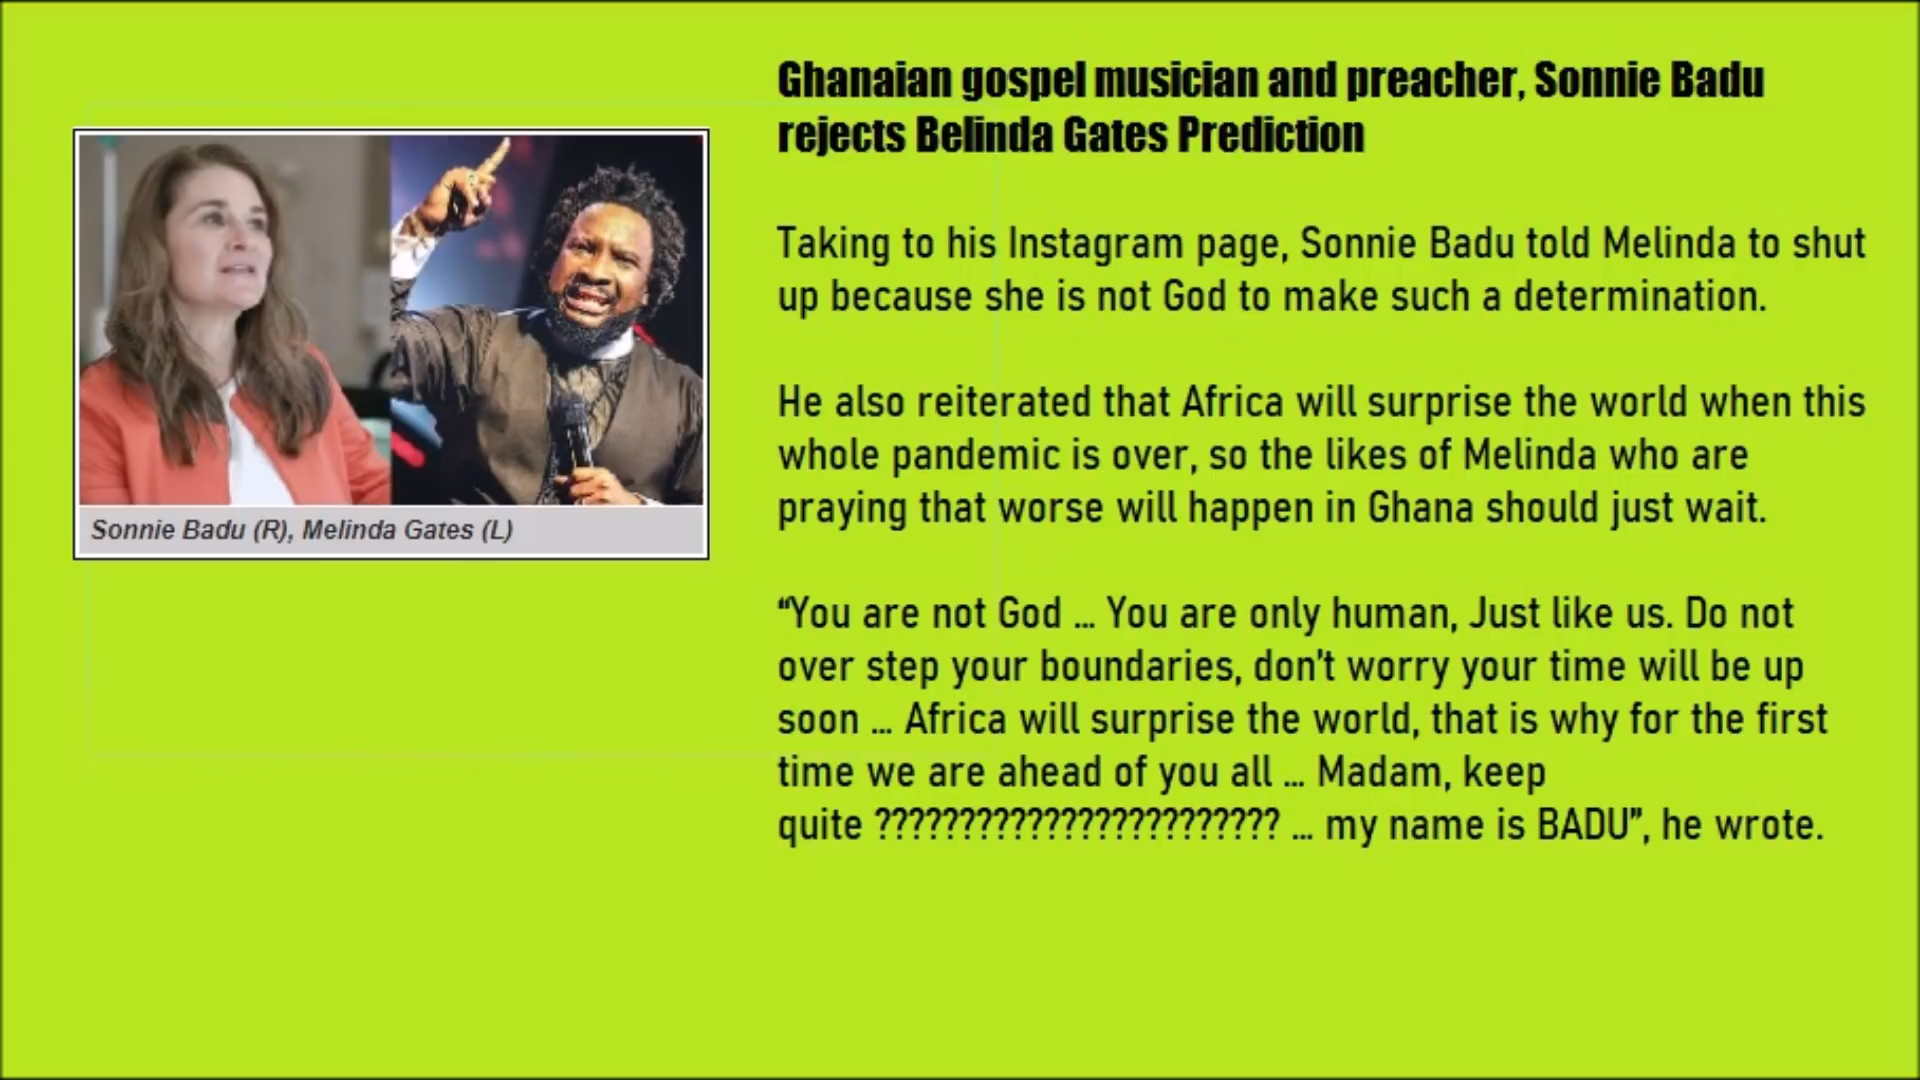 Ghanaian gospel musician and preacher, Sonnie Badu
rejects Belinda Gates Prediction
Taking to his Instagram page, Sonnie Badu told Melinda to shut
up because she is not God to make such a determination.
He also reiterated that Africa will surprise the world when this
whole pandemic is over, so the likes of Melinda who are
praying that worse will happen in Ghana should just wait.
“You are not God … You are only human, Just like us. Do not
over step your boundaries, don’t worry your time will be up
soon … Africa will surprise the world, that is why for the first
time we are ahead of you all … Madam, keep
quite ???????????????????????? … my name is BADU”, he wrote.
Sonnie Badu (R), Melinda Gates (L)